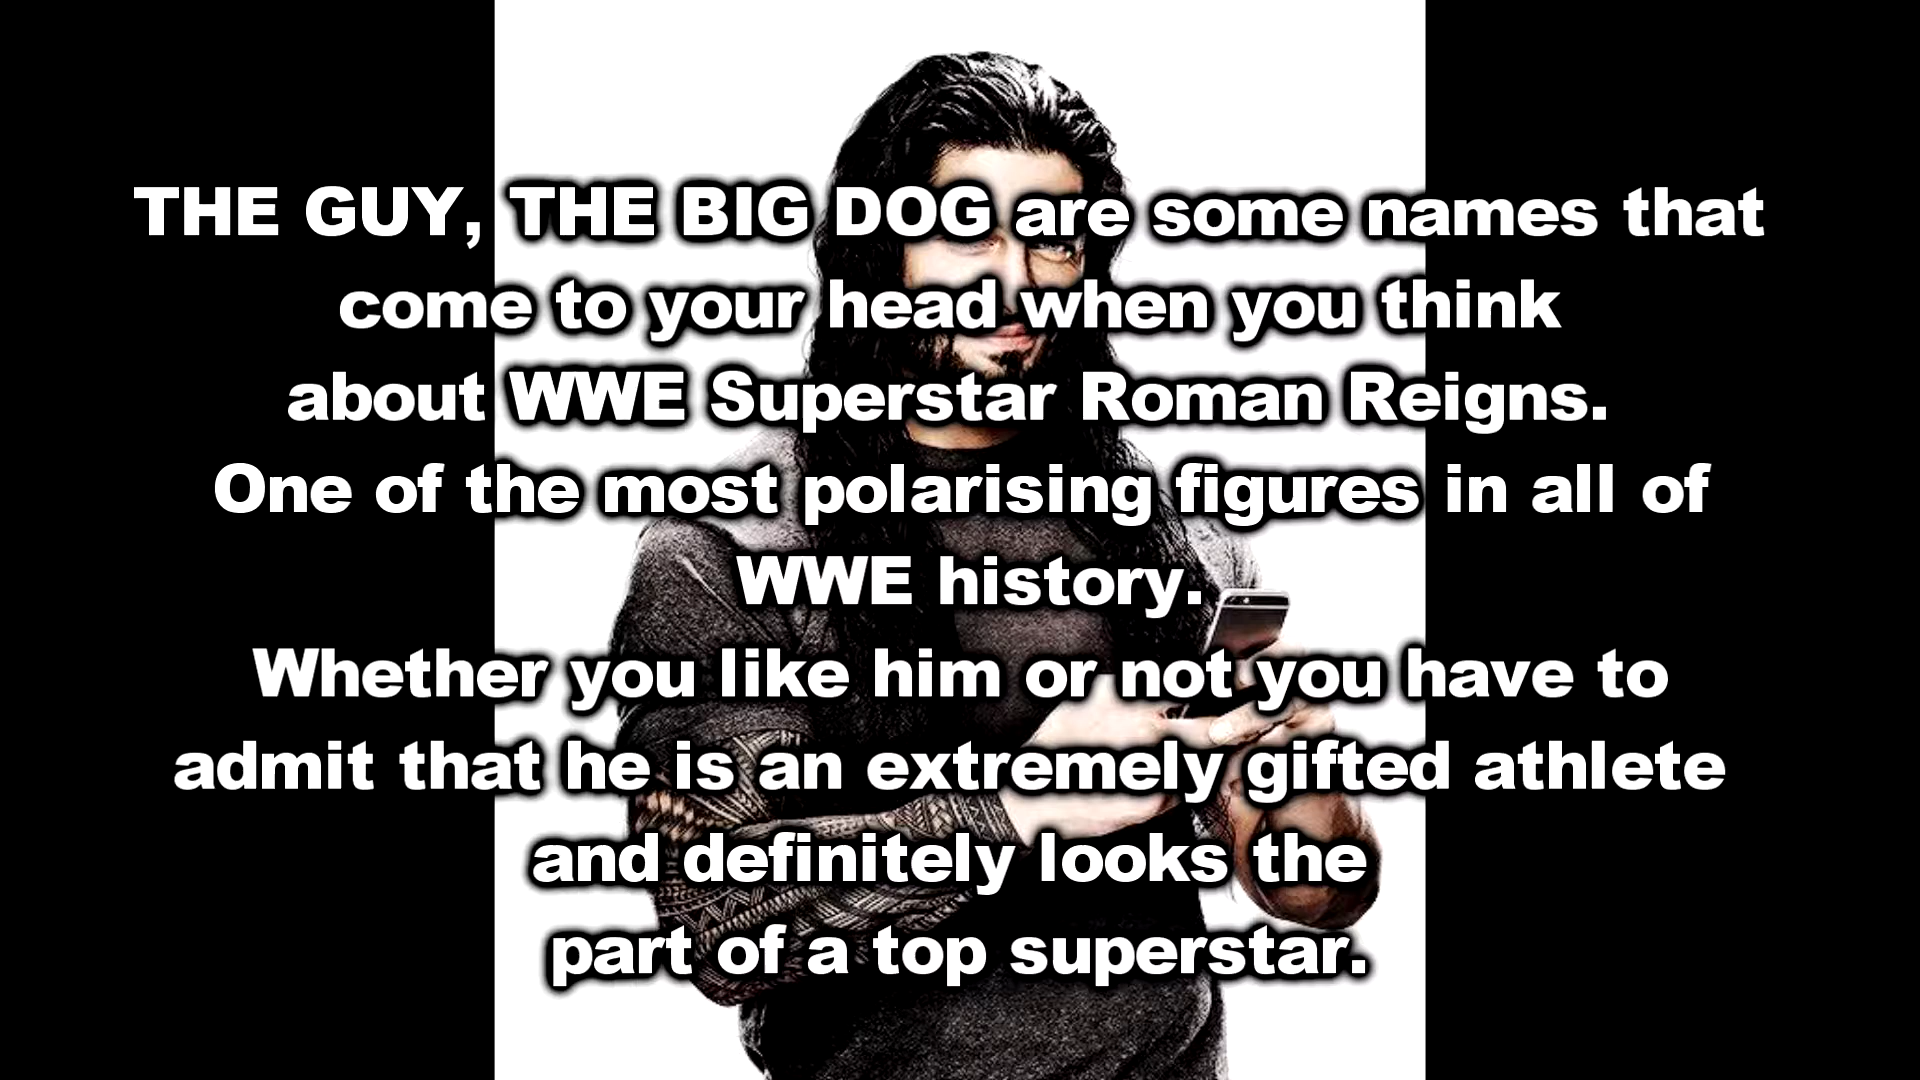 THE GUY, THE BIG DOG are some names that
come to your head when you think
about WWE Superstar Roman Reigns.
One of the most polarising figures in all of
WWE history.
Whether you like him or not you have to
admit that he is an extremely gifted athlete
and definitely looks the
part of a top superstar.